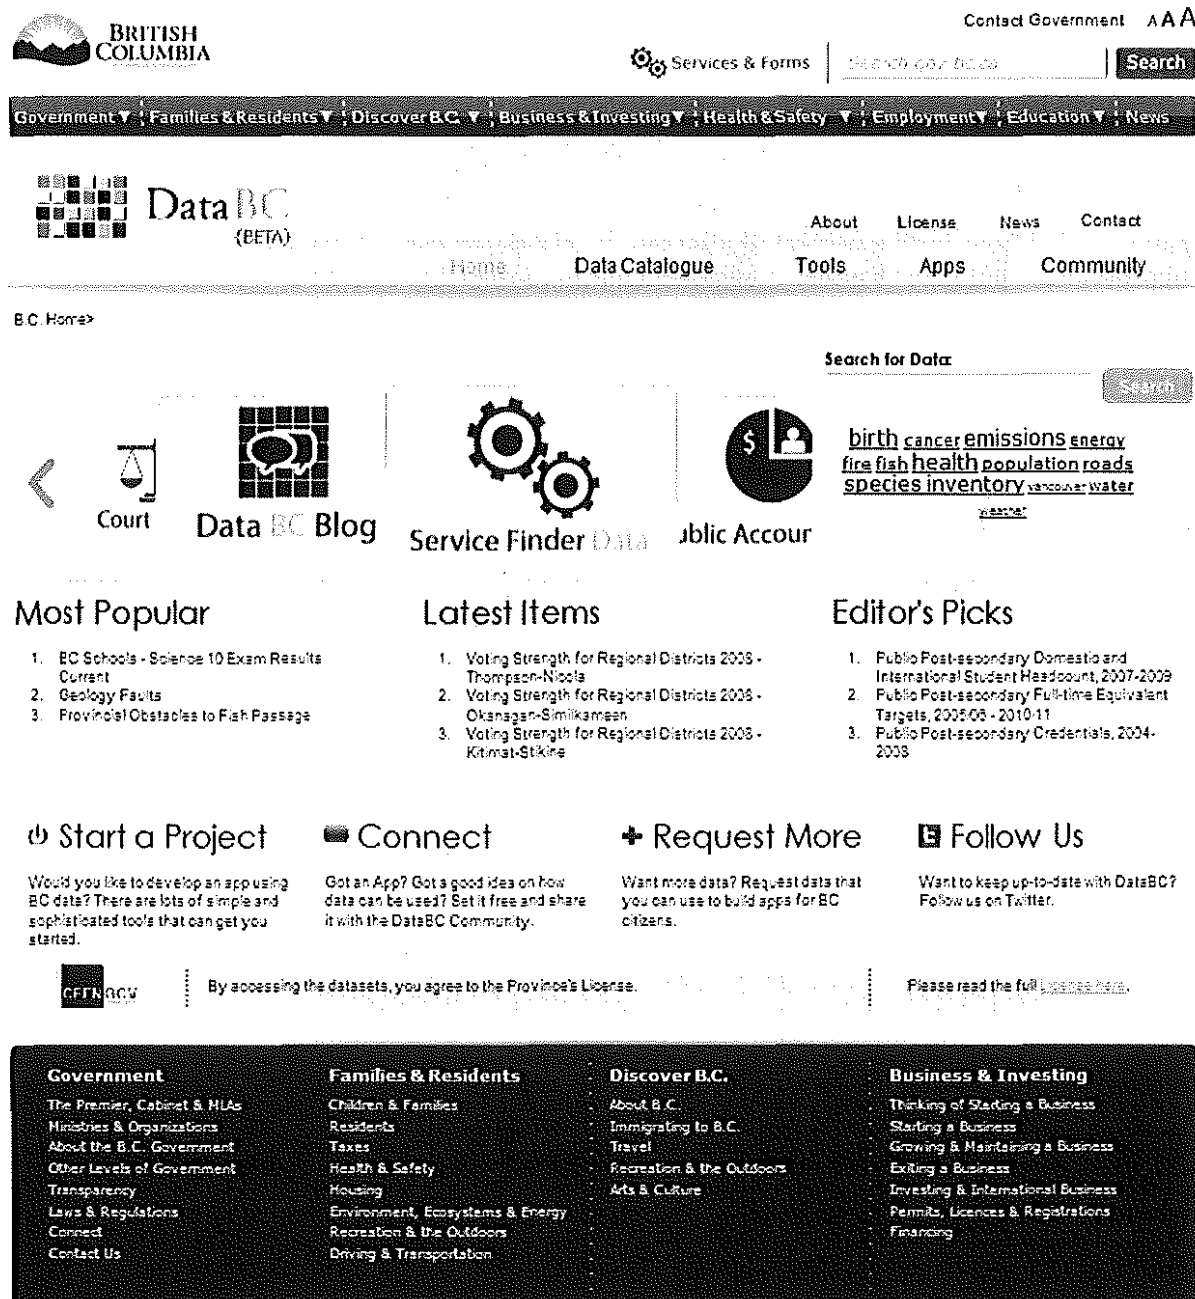 BRITISH
COLUMBIA
Contact Government A A A
Services & Forms
Search
Government ▼ Families & Residents ▼ Discover B.C. ▼ Business & Investing ▼ Health & Safety ▼ Employment ▼ Education ▼ News
Data BC
(BETA)
About License News Contact
Home Data Catalogue Tools Apps Community
B.C. Home>
Search for Data:
Search
birth cancer emissions energy
fire fish health population roads
species inventory vancouver water
weather
Court
Data BC Blog
Service Finder Data
ublic Accour
Most Popular
1. BC Schools - Science 10 Exam Results
Current
2. Geology Faults
3. Provincial Obstacles to Fish Passage
Latest Items
1. Voting Strength for Regional Districts 2008 -
Thompson-Nicola
2. Voting Strength for Regional Districts 2008 -
Okanagan-Similkameen
3. Voting Strength for Regional Districts 2008 -
Kitimat-Stikine
Editor's Picks
1. Public Post-secondary Domestic and
International Student Headcount, 2007-2009
2. Public Post-secondary Full-time Equivalent
Targets, 2005/06 - 2010-11
3. Public Post-secondary Credentials, 2004-
2008
Start a Project
Would you like to develop an app using
BC data? There are lots of simple and
sophisticated tools that can get you
started.
Connect
Got an App? Got a good idea on how
data can be used? Set it free and share
it with the DataBC Community.
Request More
Want more data? Request data that
you can use to build apps for BC
citizens.
Follow Us
Want to keep up-to-date with DataBC?
Follow us on Twitter.
By accessing the datasets, you agree to the Province's License.
Please read the full License here.
Government
The Premier, Cabinet & MLAs
Ministries & Organizations
About the B.C. Government
Other Levels of Government
Transparency
Laws & Regulations
Connect
Contact Us
Families & Residents
Children & Families
Residents
Taxes
Health & Safety
Housing
Environment, Ecosystems & Energy
Recreation & the Outdoors
Driving & Transportation
Discover B.C.
About B.C.
Immigrating to B.C.
Travel
Recreation & the Outdoors
Arts & Culture
Business & Investing
Thinking of Starting a Business
Starting a Business
Growing & Maintaining a Business
Exiting a Business
Investing & International Business
Permits, Licences & Registrations
Financing